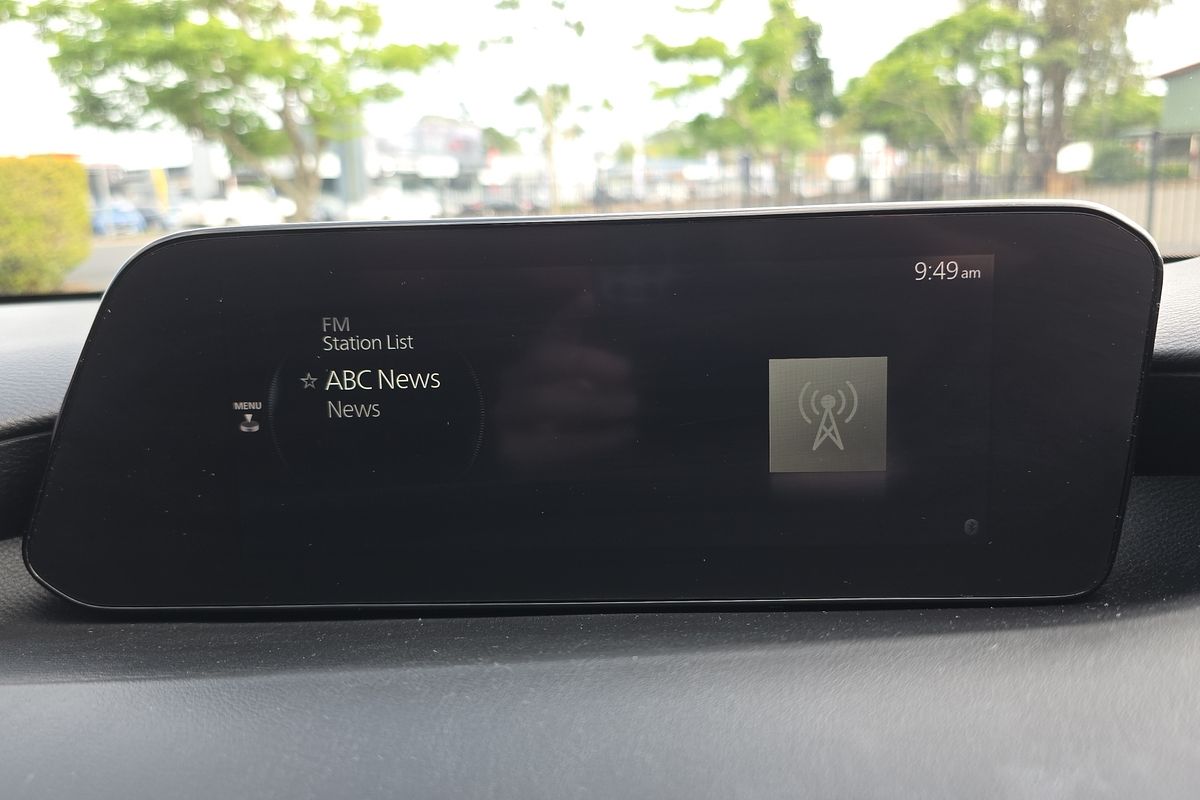 9:49 am
FM
Station List
☆ ABC News
MENU
News